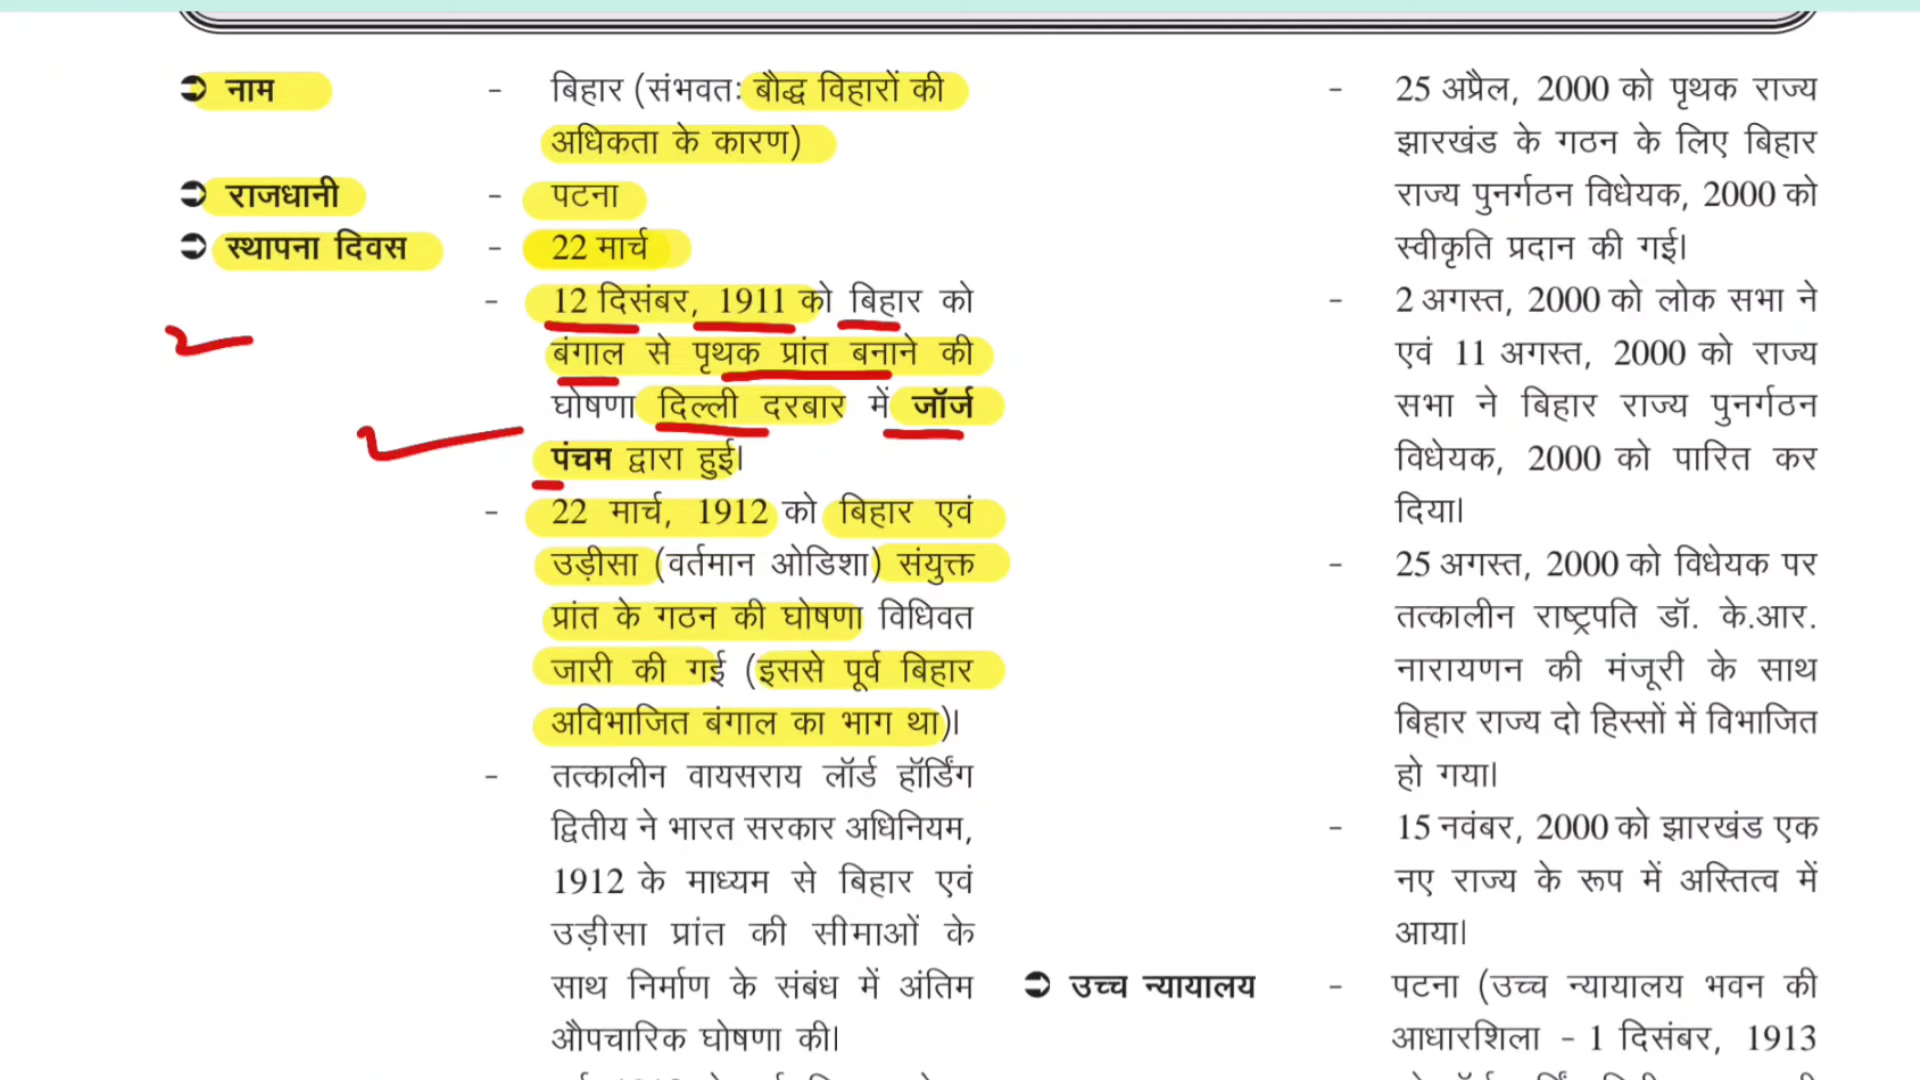 नाम - बिहार (संभवतः बौद्ध विहारों की
अधिकता के कारण)
राजधानी - पटना
स्थापना दिवस - 22 मार्च
- 12 दिसंबर, 1911 को बिहार को
बंगाल से पृथक प्रांत बनाने की
घोषणा दिल्ली दरबार में जॉर्ज
पंचम द्वारा हुई।
- 22 मार्च, 1912 को बिहार एवं
उड़ीसा (वर्तमान ओडिशा) संयुक्त
प्रांत के गठन की घोषणा विधिवत
जारी की गई (इससे पूर्व बिहार
अविभाजित बंगाल का भाग था)।
- तत्कालीन वायसराय लॉर्ड हॉर्डिंग
द्वितीय ने भारत सरकार अधिनियम,
1912 के माध्यम से बिहार एवं
उड़ीसा प्रांत की सीमाओं के
साथ निर्माण के संबंध में अंतिम
औपचारिक घोषणा की।
- 25 अप्रैल, 2000 को पृथक राज्य
झारखंड के गठन के लिए बिहार
राज्य पुनर्गठन विधेयक, 2000 को
स्वीकृति प्रदान की गई।
- 2 अगस्त, 2000 को लोक सभा ने
एवं 11 अगस्त, 2000 को राज्य
सभा ने बिहार राज्य पुनर्गठन
विधेयक, 2000 को पारित कर
दिया।
- 25 अगस्त, 2000 को विधेयक पर
तत्कालीन राष्ट्रपति डॉ. के.आर.
नारायणन की मंजूरी के साथ
बिहार राज्य दो हिस्सों में विभाजित
हो गया।
- 15 नवंबर, 2000 को झारखंड एक
नए राज्य के रूप में अस्तित्व में
आया।
उच्च न्यायालय - पटना (उच्च न्यायालय भवन की
आधारशिला - 1 दिसंबर, 1913